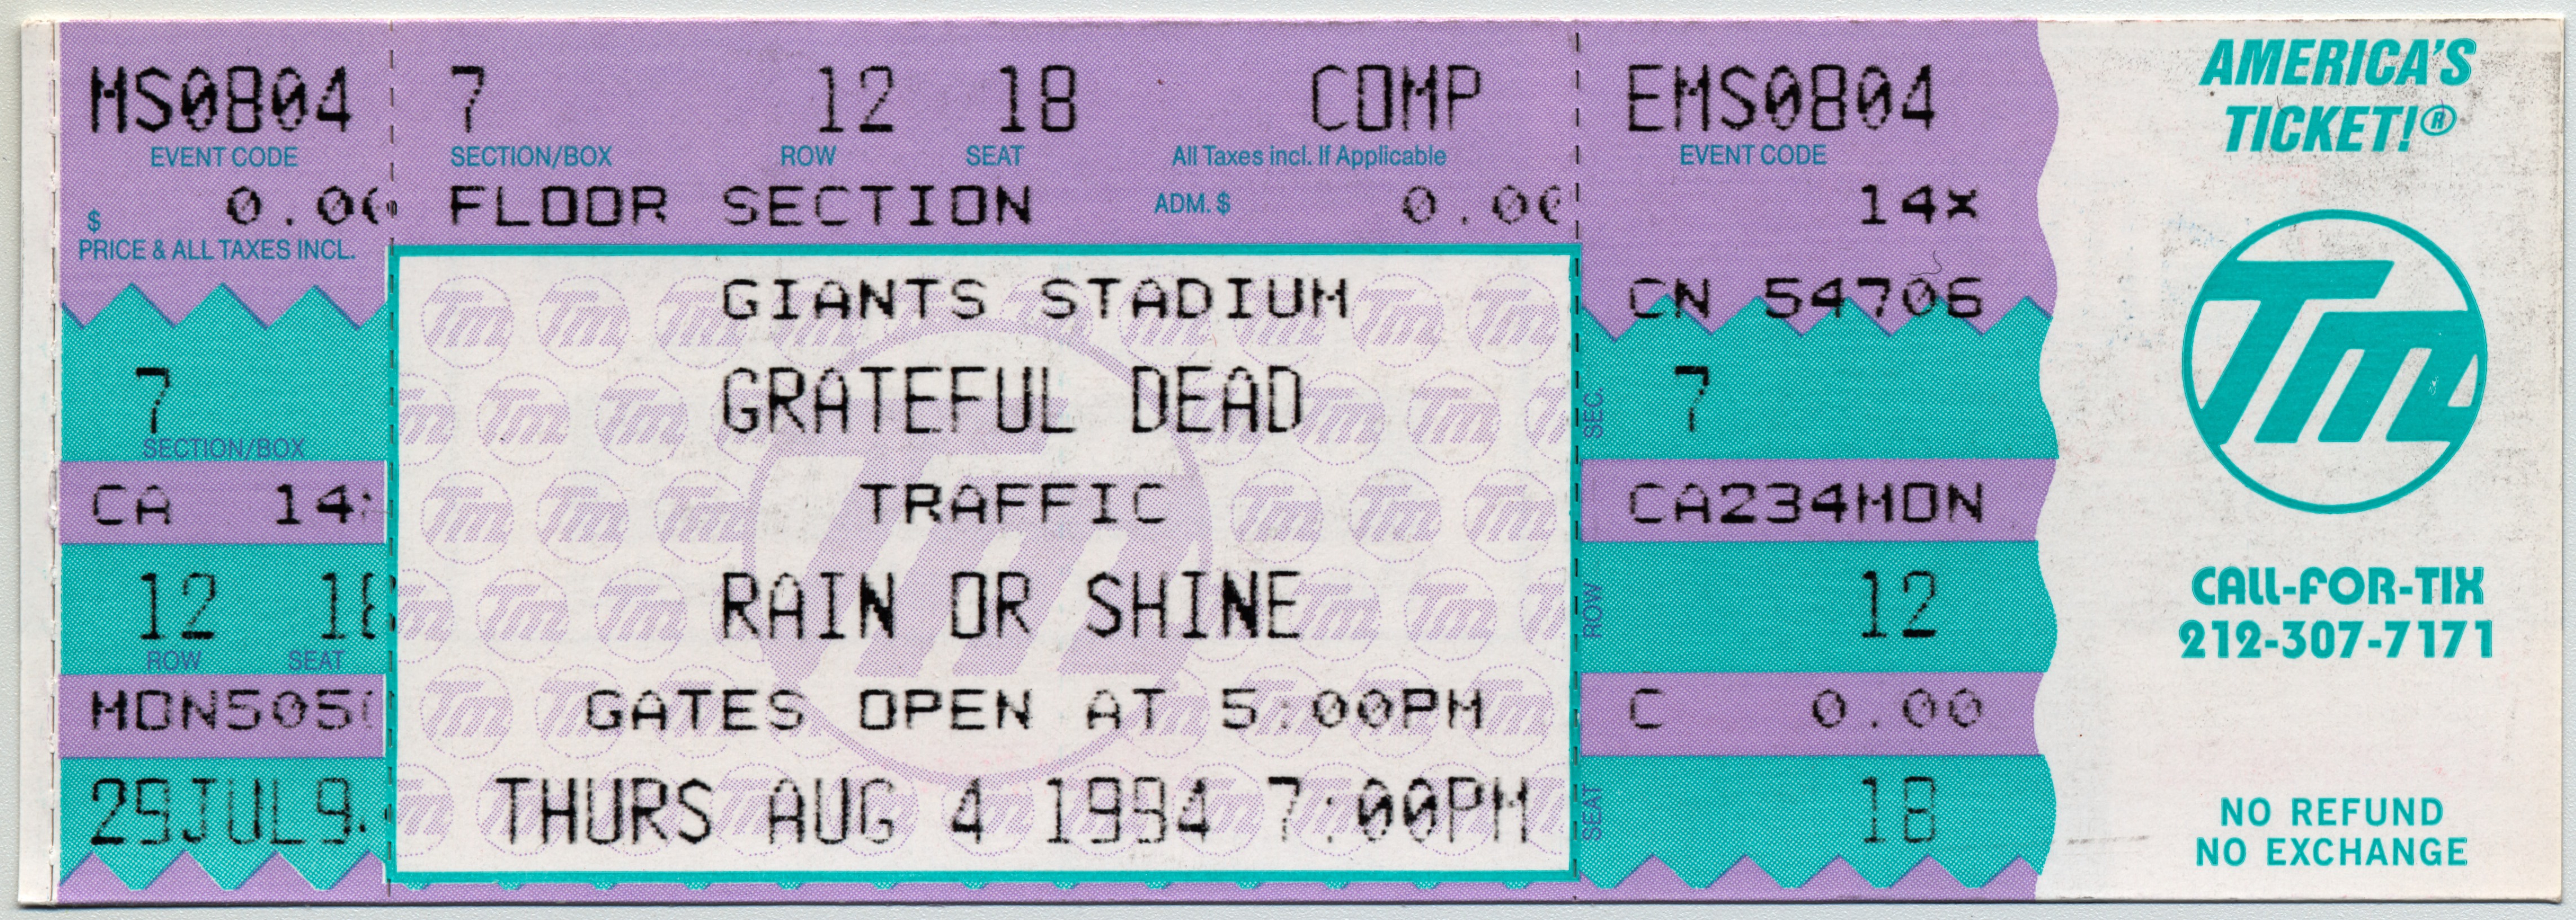 MS0804
EVENT CODE
$ 0.00
PRICE & ALL TAXES INCL.
7
SECTION/BOX
CA 14
12 18
ROW SEAT
MON505
29JUL9
7 12 18 COMP
SECTION/BOX ROW SEAT All Taxes incl. If Applicable
FLOOR SECTION ADM. $ 0.00
GIANTS STADIUM
GRATEFUL DEAD
TRAFFIC
RAIN OR SHINE
GATES OPEN AT 5:00PM
THURS AUG 4 1994 7:00PM
EMS0804
EVENT CODE
14X
CN 54706
SEC. 7
CA234MON
ROW 12
C 0.00
SEAT 18
AMERICA'S
TICKET!®
Tm
CALL-FOR-TIX
212-307-7171
NO REFUND
NO EXCHANGE